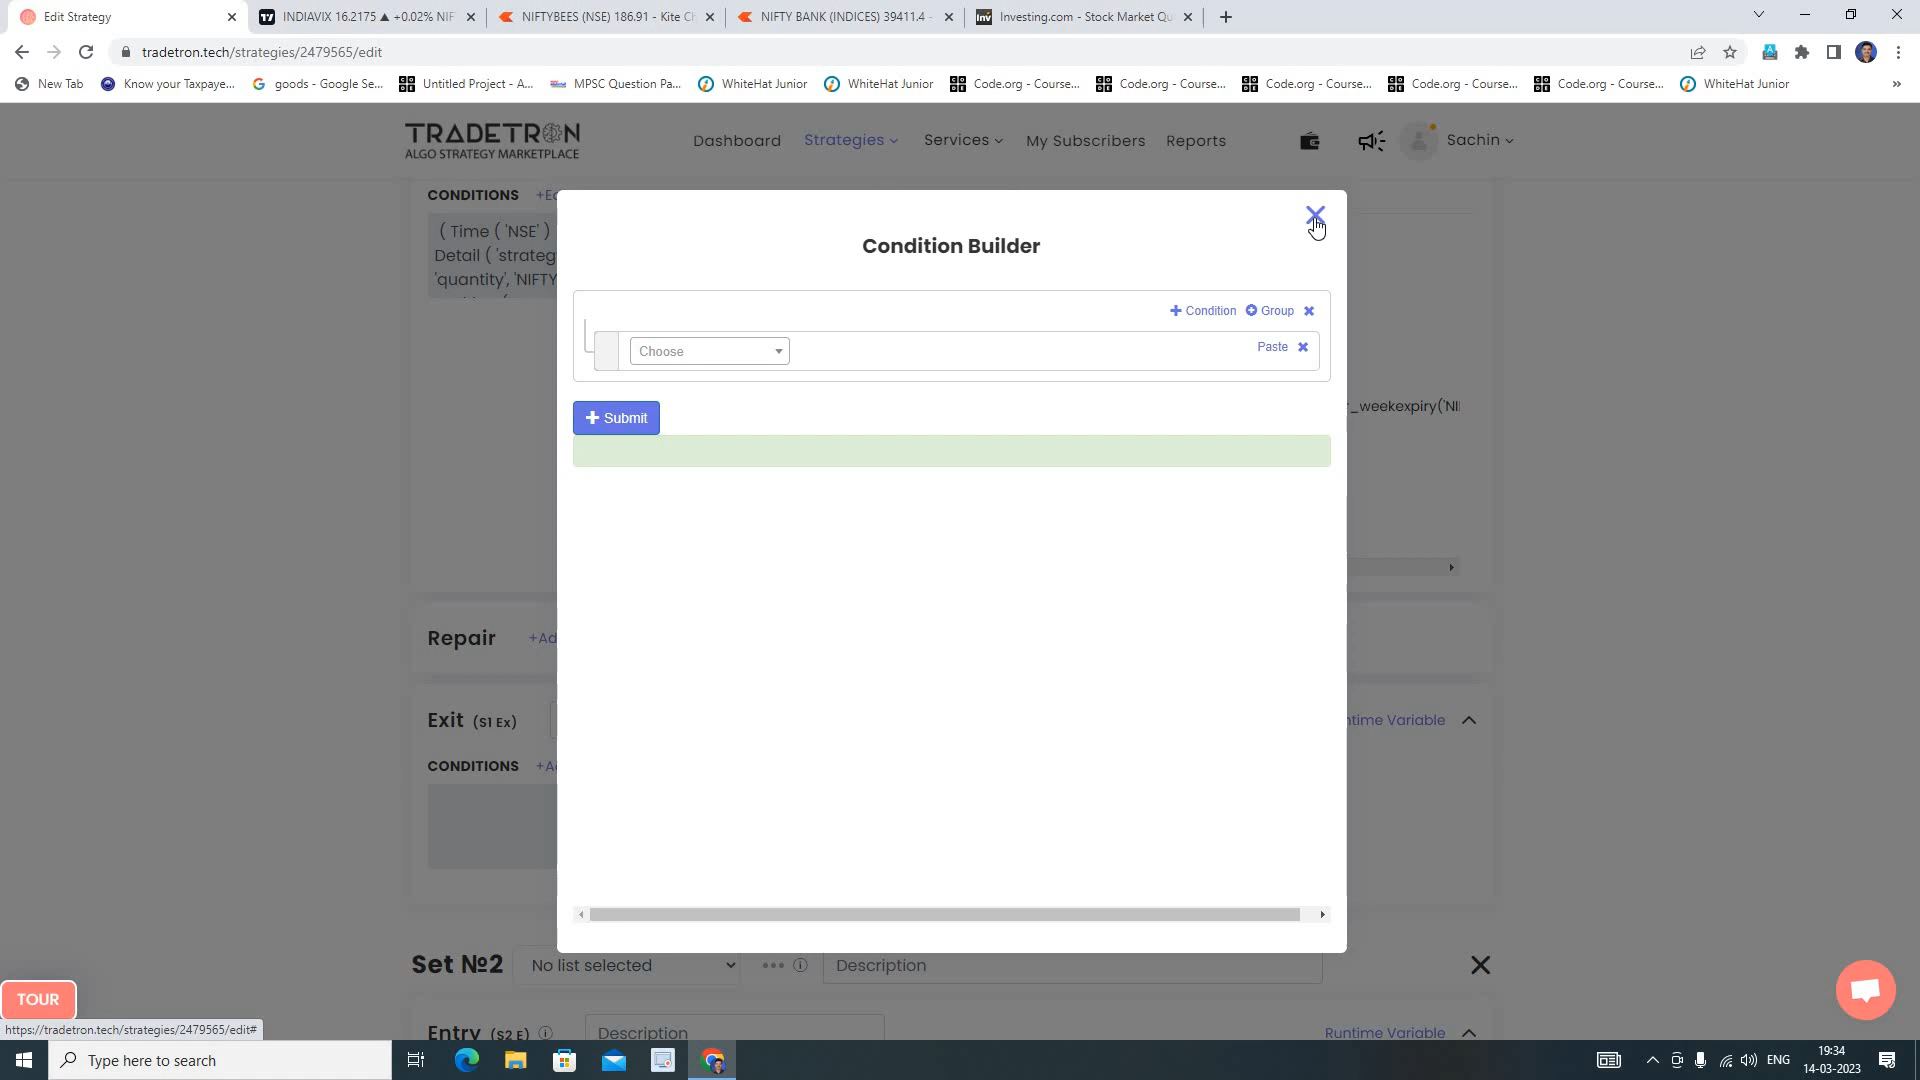 Edit Strategy
INDIAVIX 16.2175 ▲ +0.02% NIF
NIFTYBEES (NSE) 186.91 - Kite Ch
NIFTY BANK (INDICES) 39411.4 -
Investing.com - Stock Market Qu
tradetron.tech/strategies/2479565/edit
New Tab
Know your Taxpaye...
goods - Google Se...
Untitled Project - A...
MPSC Question Pa...
WhiteHat Junior
WhiteHat Junior
Code.org - Course...
Code.org - Course...
Code.org - Course...
Code.org - Course...
Code.org - Course...
WhiteHat Junior
»
TRADETRON
ALGO STRATEGY MARKETPLACE
Dashboard
Strategies
Services
My Subscribers
Reports
Sachin
CONDITIONS
( Time ( 'NSE' )
Detail ( 'strateg
'quantity', 'NIFTY
Condition Builder
+ Condition
Group
Choose
Paste
+ Submit
_weekexpiry('NI
Repair
+Ad
Exit (S1 Ex)
ntime Variable
CONDITIONS
Set №2
No list selected
Description
TOUR
https://tradetron.tech/strategies/2479565/edit#
Entry (S2 E)
Description
Runtime Variable
Type here to search
ENG
19:34
14-03-2023